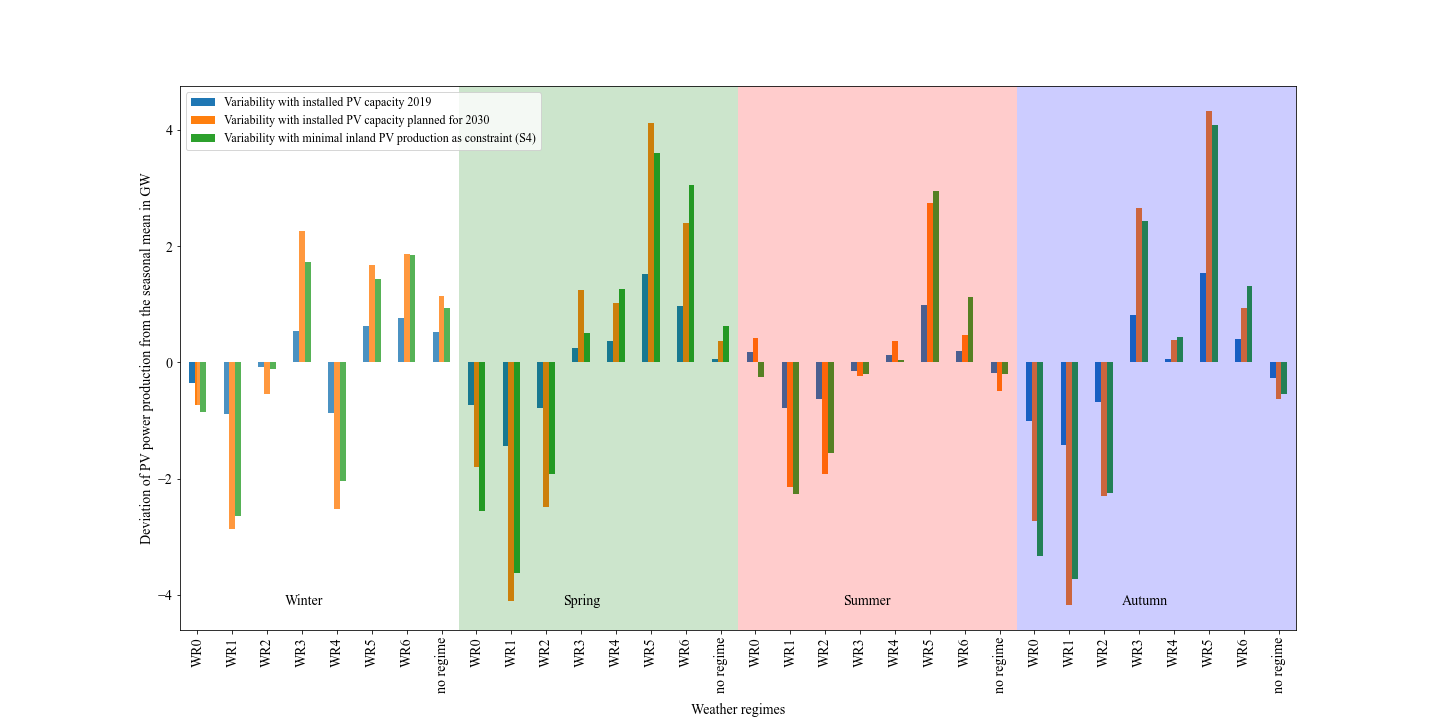 Variability with installed PV capacity 2019
Variability with installed PV capacity planned for 2030
Variability with minimal inland PV production as constraint (S4)
Deviation of PV power production from the seasonal mean in GW
4
2
0
−2
−4
Winter
Spring
Summer
Autumn
WR0
WR1
WR2
WR3
WR4
WR5
WR6
no regime
WR0
WR1
WR2
WR3
WR4
WR5
WR6
no regime
WR0
WR1
WR2
WR3
WR4
WR5
WR6
no regime
WR0
WR1
WR2
WR3
WR4
WR5
WR6
no regime
Weather regimes